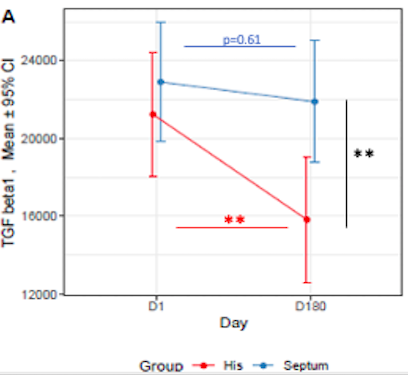 A
p=0.61
24000
20000
16000
12000
**
**
TGF beta1 , Mean ± 95% CI
D1 D180
Day
Group His Septum